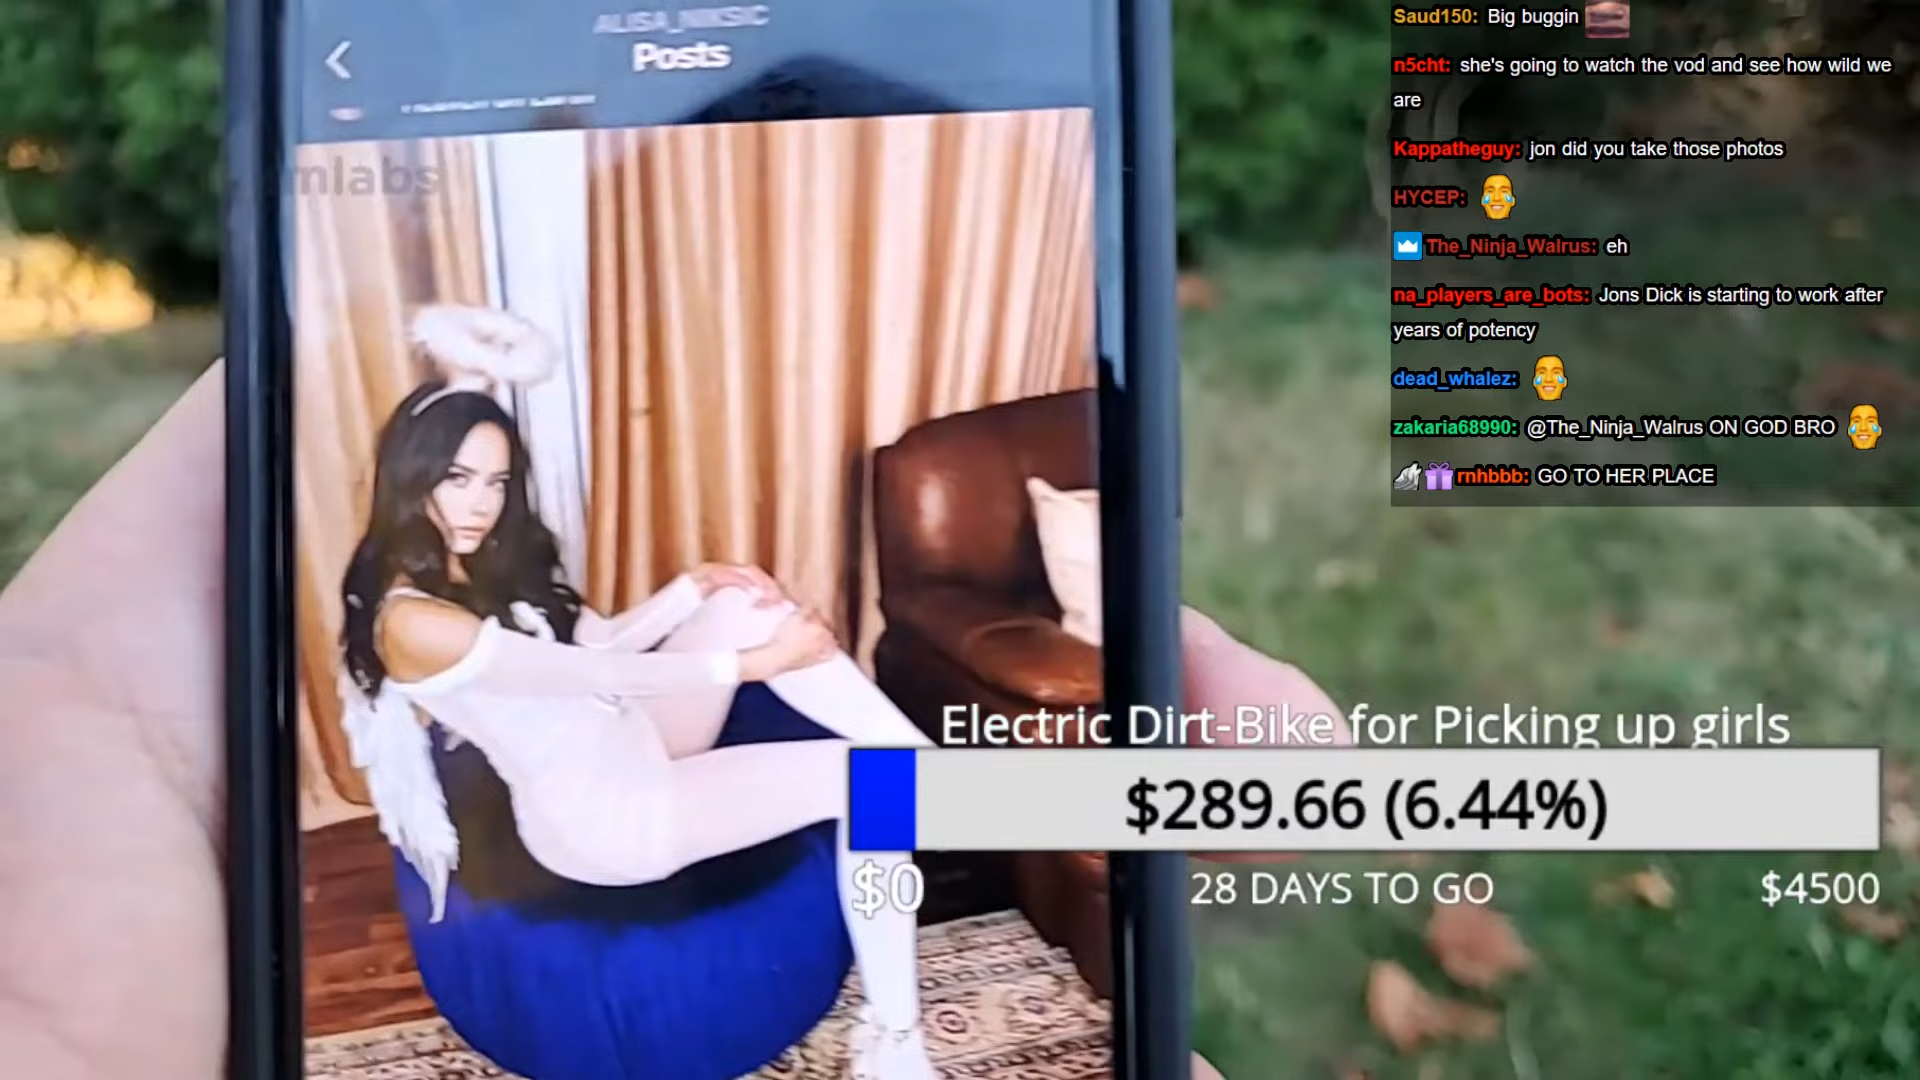 ALISA_NIKSIC
Posts
mlabs
Saud150: Big buggin
n5cht: she's going to watch the vod and see how wild we
are
Kappatheguy: jon did you take those photos
HYCEP:
The_Ninja_Walrus: eh
na_players_are_bots: Jons Dick is starting to work after
years of potency
dead_whalez:
zakaria68990: @The_Ninja_Walrus ON GOD BRO
rnhbbb: GO TO HER PLACE
Electric Dirt-Bike for Picking up girls
$289.66 (6.44%)
$0
28 DAYS TO GO
$4500